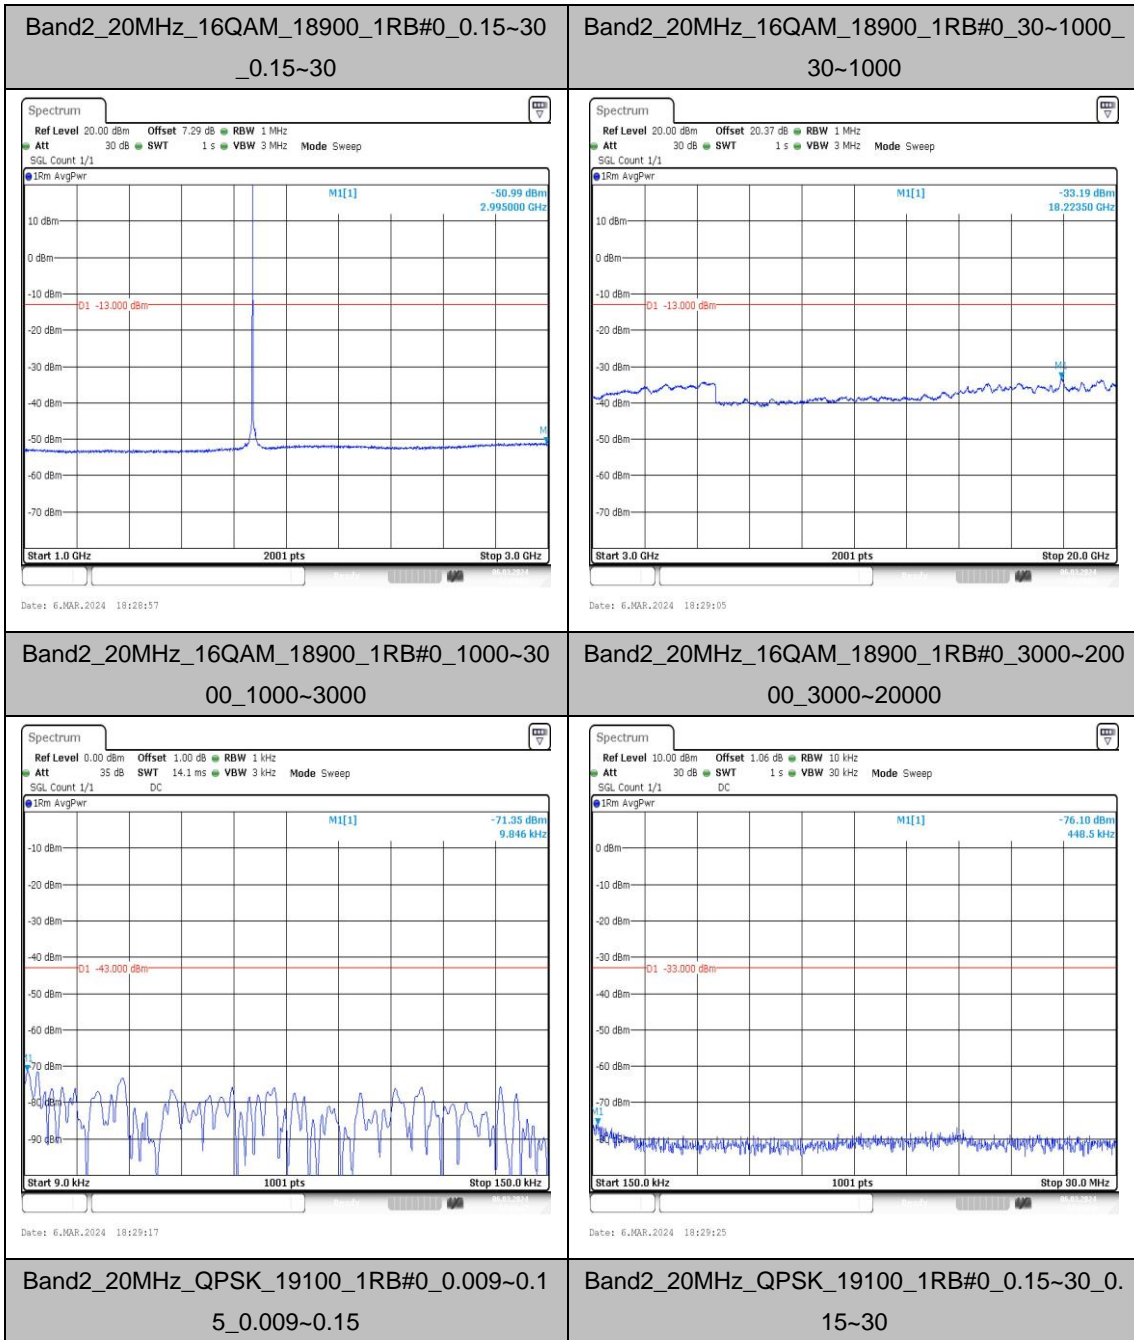 Band2_20MHz_16QAM_18900_1RB#0_0.15~30
_0.15~30
Band2_20MHz_16QAM_18900_1RB#0_30~1000_
30~1000
Spectrum
Ref Level 20.00 dBm Offset 7.29 dB RBW 1 MHz
Att 30 dB SWT 1 s VBW 3 MHz Mode Sweep
SGL Count 1/1
1Rm AvgPwr
M1[1] -50.99 dBm
2.995000 GHz
10 dBm
0 dBm
-10 dBm
D1 -13.000 dBm
-20 dBm
-30 dBm
-40 dBm
-50 dBm
-60 dBm
-70 dBm
Start 1.0 GHz 2001 pts Stop 3.0 GHz
Date: 6.MAR.2024 18:28:57
Spectrum
Ref Level 20.00 dBm Offset 20.37 dB RBW 1 MHz
Att 30 dB SWT 1 s VBW 3 MHz Mode Sweep
SGL Count 1/1
1Rm AvgPwr
M1[1] -33.19 dBm
18.22350 GHz
10 dBm
0 dBm
-10 dBm
D1 -13.000 dBm
-20 dBm
-30 dBm
M1
-40 dBm
-50 dBm
-60 dBm
-70 dBm
Start 3.0 GHz 2001 pts Stop 20.0 GHz
Date: 6.MAR.2024 18:29:05
Band2_20MHz_16QAM_18900_1RB#0_1000~30
00_1000~3000
Band2_20MHz_16QAM_18900_1RB#0_3000~200
00_3000~20000
Spectrum
Ref Level 0.00 dBm Offset 1.00 dB RBW 1 kHz
Att 35 dB SWT 14.1 ms VBW 3 kHz Mode Sweep
SGL Count 1/1 DC
1Rm AvgPwr
M1[1] -71.35 dBm
9.846 kHz
-10 dBm
-20 dBm
-30 dBm
-40 dBm
D1 -43.000 dBm
-50 dBm
-60 dBm
M1
-70 dBm
-80 dBm
-90 dBm
Start 9.0 kHz 1001 pts Stop 150.0 kHz
Date: 6.MAR.2024 18:29:17
Spectrum
Ref Level 10.00 dBm Offset 1.06 dB RBW 10 kHz
Att 30 dB SWT 1 s VBW 30 kHz Mode Sweep
SGL Count 1/1 DC
1Rm AvgPwr
M1[1] -76.10 dBm
448.5 kHz
0 dBm
-10 dBm
-20 dBm
-30 dBm
D1 -33.000 dBm
-40 dBm
-50 dBm
-60 dBm
-70 dBm
M1
-80 dBm
Start 150.0 kHz 1001 pts Stop 30.0 MHz
Date: 6.MAR.2024 18:29:25
Band2_20MHz_QPSK_19100_1RB#0_0.009~0.1
5_0.009~0.15
Band2_20MHz_QPSK_19100_1RB#0_0.15~30_0.
15~30